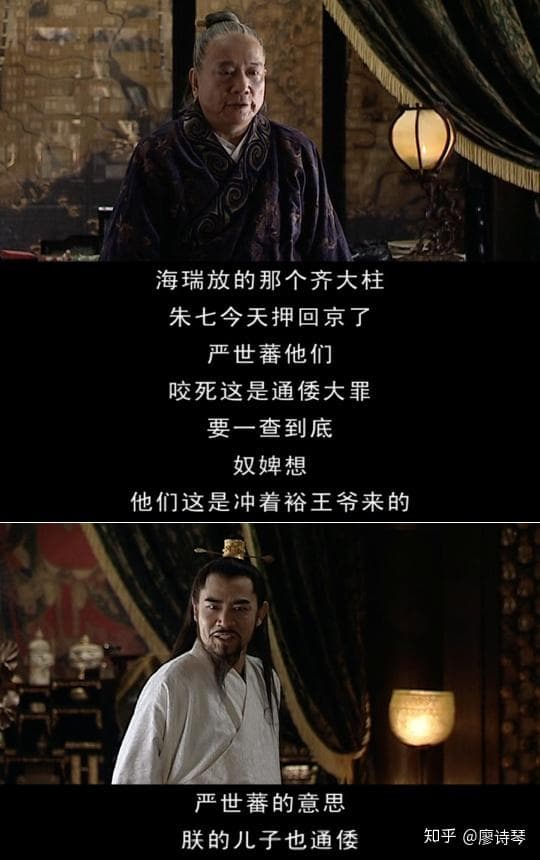 海瑞放的那个齐大柱
朱七今天押回京了
严世蕃他们
咬死这是通倭大罪
要一查到底
奴婢想
他们这是冲着裕王爷来的
严世蕃的意思
朕的儿子也通倭
知乎 @廖诗琴